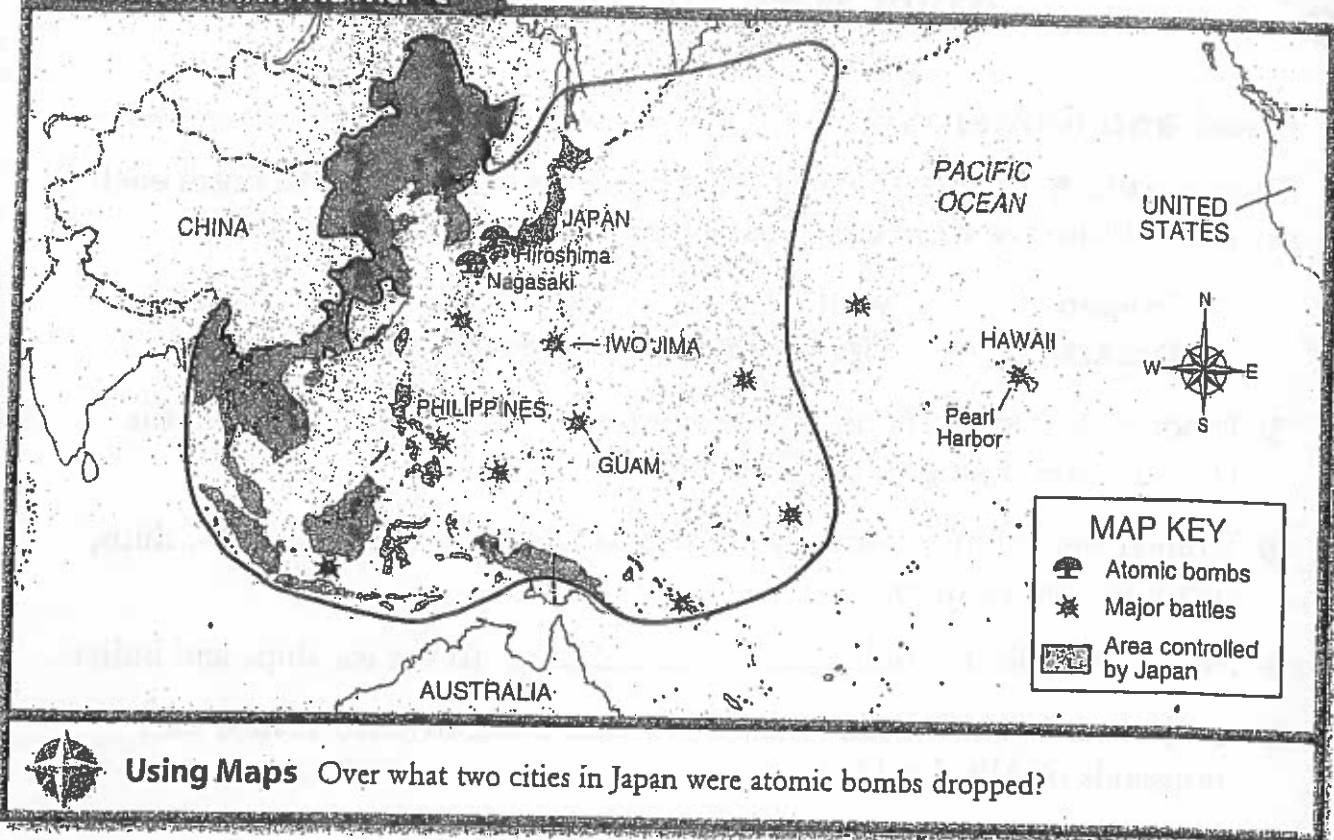 CHINA
JAPAN
Hiroshima
Nagasaki
IWO JIMA
PHILIPPINES
GUAM
PACIFIC
OCEAN
UNITED
STATES
HAWAII
Pearl
Harbor
N
W E
S
MAP KEY
Atomic bombs
Major battles
Area controlled
by Japan
AUSTRALIA
Using Maps Over what two cities in Japan were atomic bombs dropped?